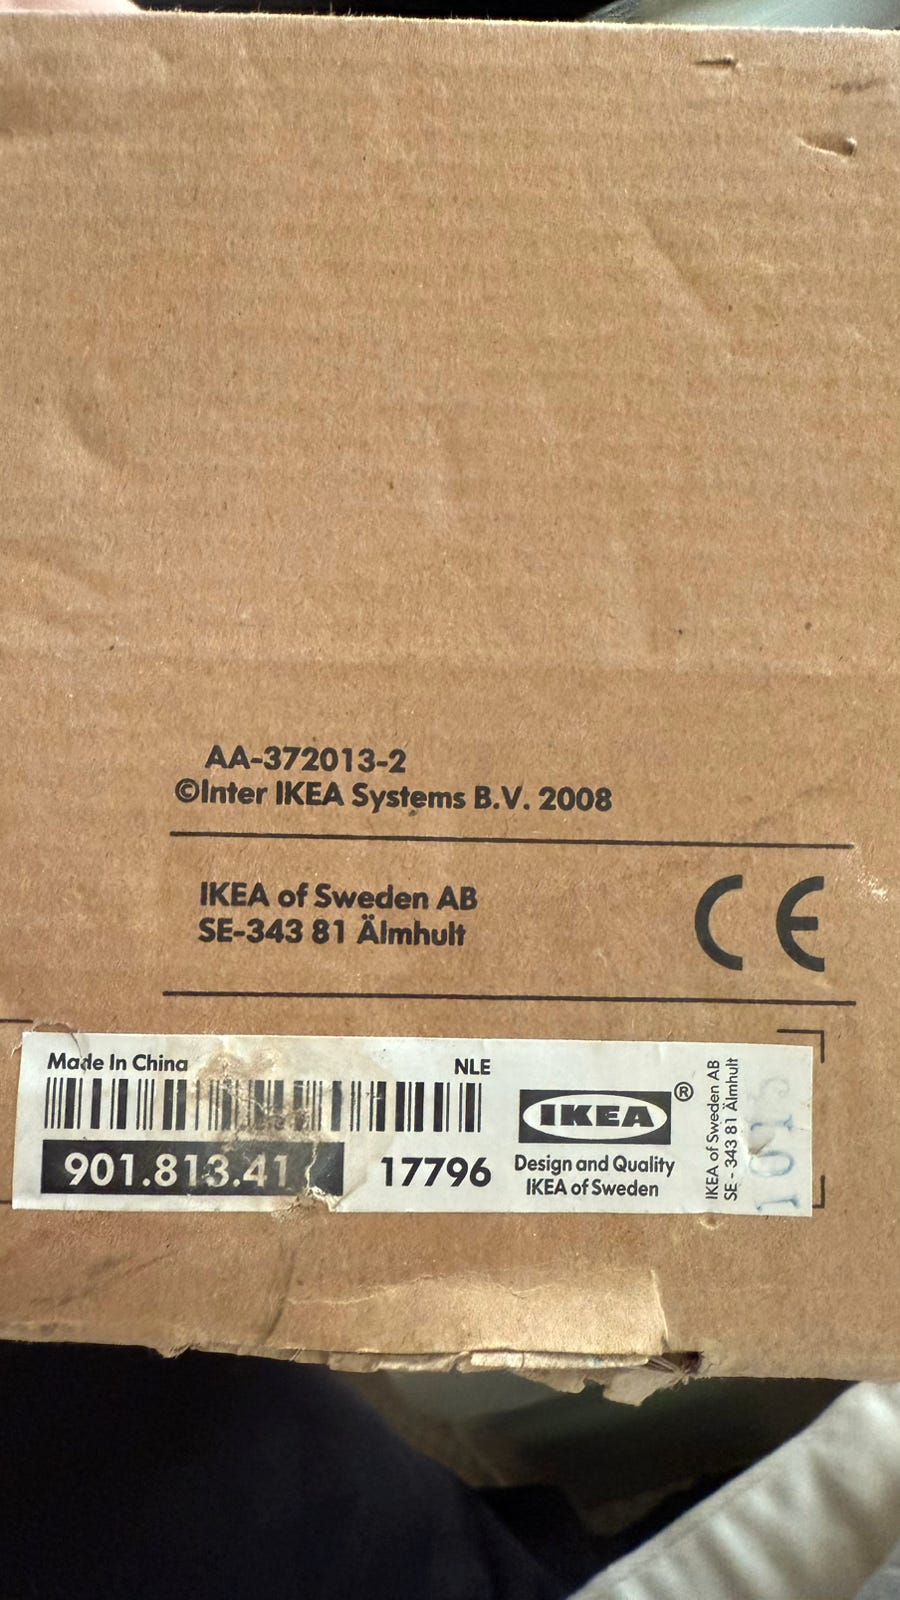 AA-372013-2
©Inter IKEA Systems B.V. 2008
IKEA of Sweden AB
SE-343 81 Älmhult
CE
Made In China
NLE
901.813.41
17796
IKEA®
Design and Quality
IKEA of Sweden
IKEA of Sweden AB
SE - 343 81 Älmhult
1015